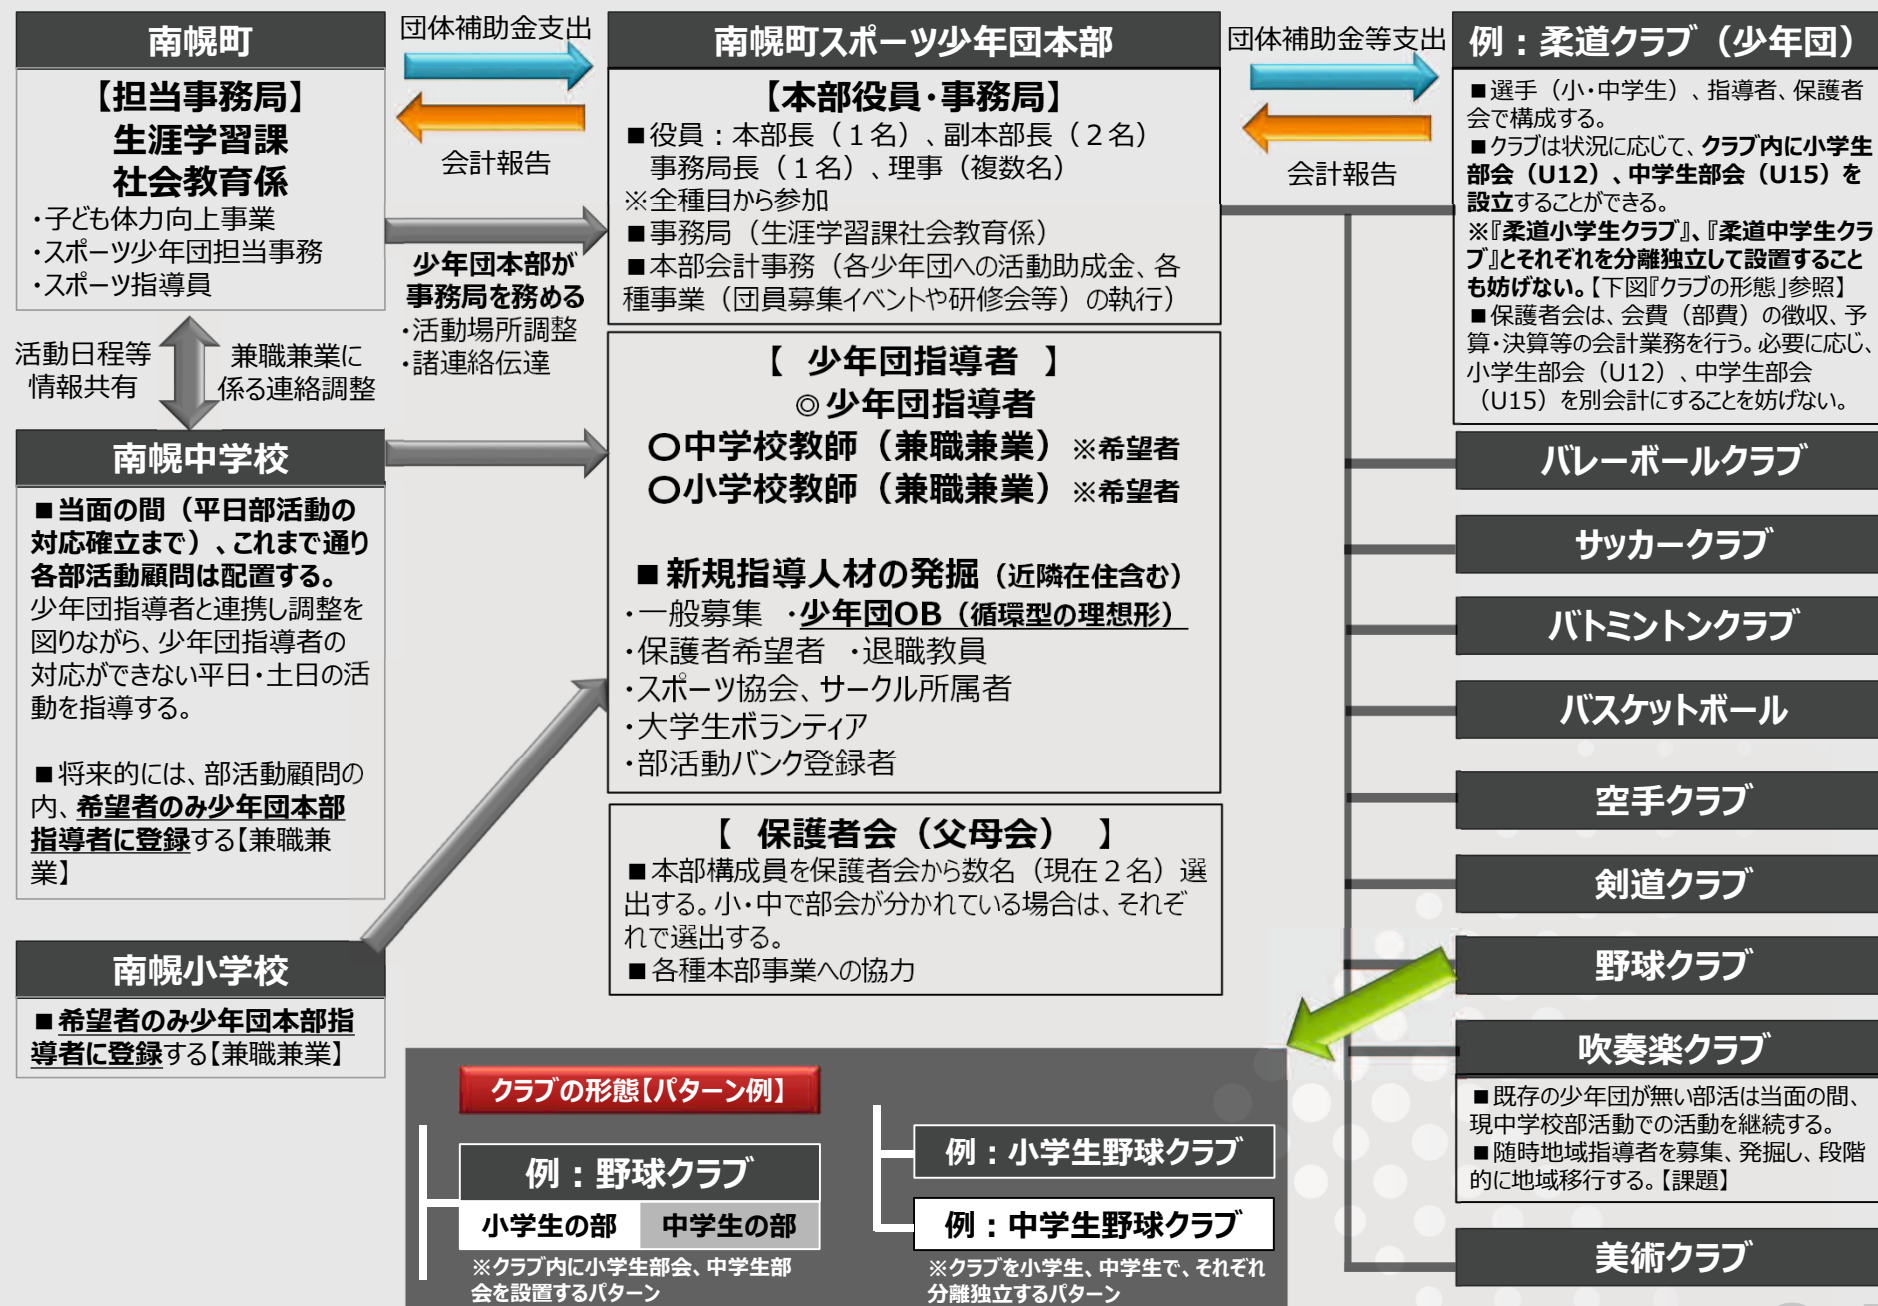 南幌町
【担当事務局】
生涯学習課
社会教育係
・子ども体力向上事業
・スポーツ少年団担当事務
・スポーツ指導員
団体補助金支出
会計報告
少年団本部が
事務局を務める
・活動場所調整
・諸連絡伝達
活動日程等
情報共有
兼職兼業に
係る連絡調整
南幌中学校
■当面の間（平日部活動の
対応確立まで）、これまで通り
各部活動顧問は配置する。
少年団指導者と連携し調整を
図りながら、少年団指導者の
対応ができない平日・土日の活
動を指導する。
■将来的には、部活動顧問の
内、希望者のみ少年団本部
指導者に登録する【兼職兼
業】
南幌小学校
■希望者のみ少年団本部指
導者に登録する【兼職兼業】
南幌町スポーツ少年団本部
【本部役員・事務局】
■役員：本部長（１名）、副本部長（２名）
事務局長（１名）、理事（複数名）
※全種目から参加
■事務局（生涯学習課社会教育係）
■本部会計事務（各少年団への活動助成金、各
種事業（団員募集イベントや研修会等）の執行）
【 少年団指導者 】
◎少年団指導者
〇中学校教師（兼職兼業）※希望者
〇小学校教師（兼職兼業）※希望者
■新規指導人材の発掘（近隣在住含む）
・一般募集 ・少年団OB（循環型の理想形）
・保護者希望者 ・退職教員
・スポーツ協会、サークル所属者
・大学生ボランティア
・部活動バンク登録者
【 保護者会（父母会） 】
■本部構成員を保護者会から数名（現在２名）選
出する。小・中で部会が分かれている場合は、それぞ
れで選出する。
■各種本部事業への協力
団体補助金等支出
会計報告
例：柔道クラブ（少年団）
■選手（小・中学生）、指導者、保護者
会で構成する。
■クラブは状況に応じて、クラブ内に小学生
部会（U12）、中学生部会（U15）を
設立することができる。
※『柔道小学生クラブ』、『柔道中学生クラ
ブ』とそれぞれを分離独立して設置すること
も妨げない。【下図『クラブの形態」参照】
■保護者会は、会費（部費）の徴収、予
算・決算等の会計業務を行う。必要に応じ、
小学生部会（U12）、中学生部会
（U15）を別会計にすることを妨げない。
バレーボールクラブ
サッカークラブ
バトミントンクラブ
バスケットボール
空手クラブ
剣道クラブ
野球クラブ
吹奏楽クラブ
■既存の少年団が無い部活は当面の間、
現中学校部活動での活動を継続する。
■随時地域指導者を募集、発掘し、段階
的に地域移行する。【課題】
美術クラブ
クラブの形態【パターン例】
例：野球クラブ
小学生の部 中学生の部
※クラブ内に小学生部会、中学生部
会を設置するパターン
例：小学生野球クラブ
例：中学生野球クラブ
※クラブを小学生、中学生で、それぞれ
分離独立するパターン